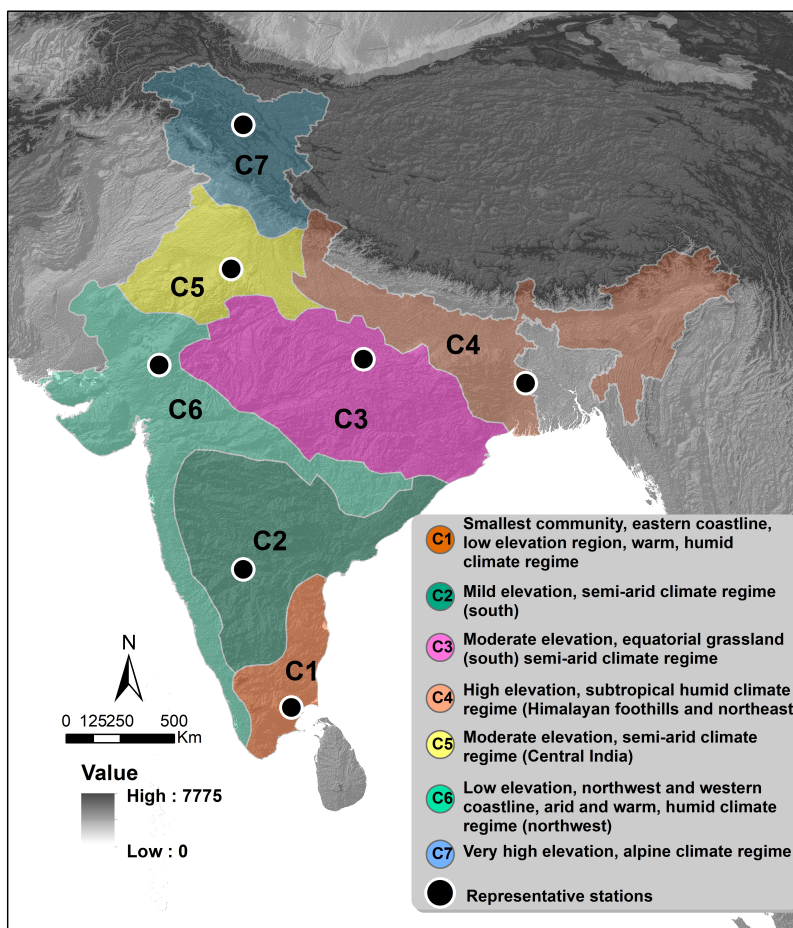 C7
C5
C4
C6
C3
C2
C1
N
0 125250 500
Km
Value
High : 7775
Low : 0
C1 Smallest community, eastern coastline,
low elevation region, warm, humid
climate regime
C2 Mild elevation, semi-arid climate regime
(south)
C3 Moderate elevation, equatorial grassland
(south) semi-arid climate regime
C4 High elevation, subtropical humid climate
regime (Himalayan foothills and northeast
C5 Moderate elevation, semi-arid climate
regime (Central India)
C6 Low elevation, northwest and western
coastline, arid and warm, humid climate
regime (northwest)
C7 Very high elevation, alpine climate regime
Representative stations